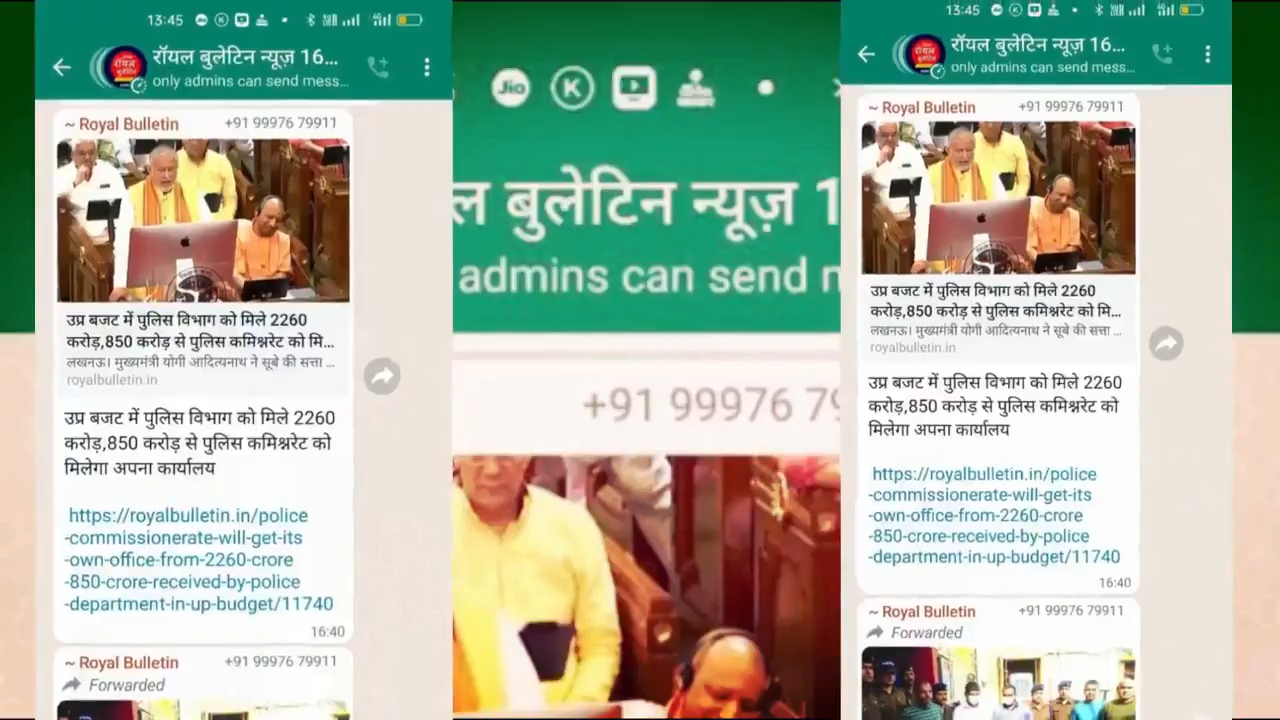 13:45
रॉयल बुलेटिन न्यूज़ 16...
only admins can send mess...
~ Royal Bulletin +91 99976 79911
उप्र बजट में पुलिस विभाग को मिले 2260
करोड़,850 करोड़ से पुलिस कमिश्नरेट को मि...
लखनऊ। मुख्यमंत्री योगी आदित्यनाथ ने सूबे की सत्ता ...
royalbulletin.in
उप्र बजट में पुलिस विभाग को मिले 2260
करोड़,850 करोड़ से पुलिस कमिश्नरेट को
मिलेगा अपना कार्यालय
https://royalbulletin.in/police
-commissionerate-will-get-its
-own-office-from-2260-crore
-850-crore-received-by-police
-department-in-up-budget/11740
16:40
~ Royal Bulletin +91 99976 79911
Forwarded
Jio K
ल बुलेटिन न्यूज़ 1
admins can send
+91 99976 79
13:45
रॉयल बुलेटिन न्यूज़ 16...
only admins can send mess...
~ Royal Bulletin +91 99976 79911
उप्र बजट में पुलिस विभाग को मिले 2260
करोड़,850 करोड़ से पुलिस कमिश्नरेट को मि...
लखनऊ। मुख्यमंत्री योगी आदित्यनाथ ने सूबे की सत्ता ...
royalbulletin.in
उप्र बजट में पुलिस विभाग को मिले 2260
करोड़,850 करोड़ से पुलिस कमिश्नरेट को
मिलेगा अपना कार्यालय
https://royalbulletin.in/police
-commissionerate-will-get-its
-own-office-from-2260-crore
-850-crore-received-by-police
-department-in-up-budget/11740
16:40
~ Royal Bulletin +91 99976 79911
Forwarded